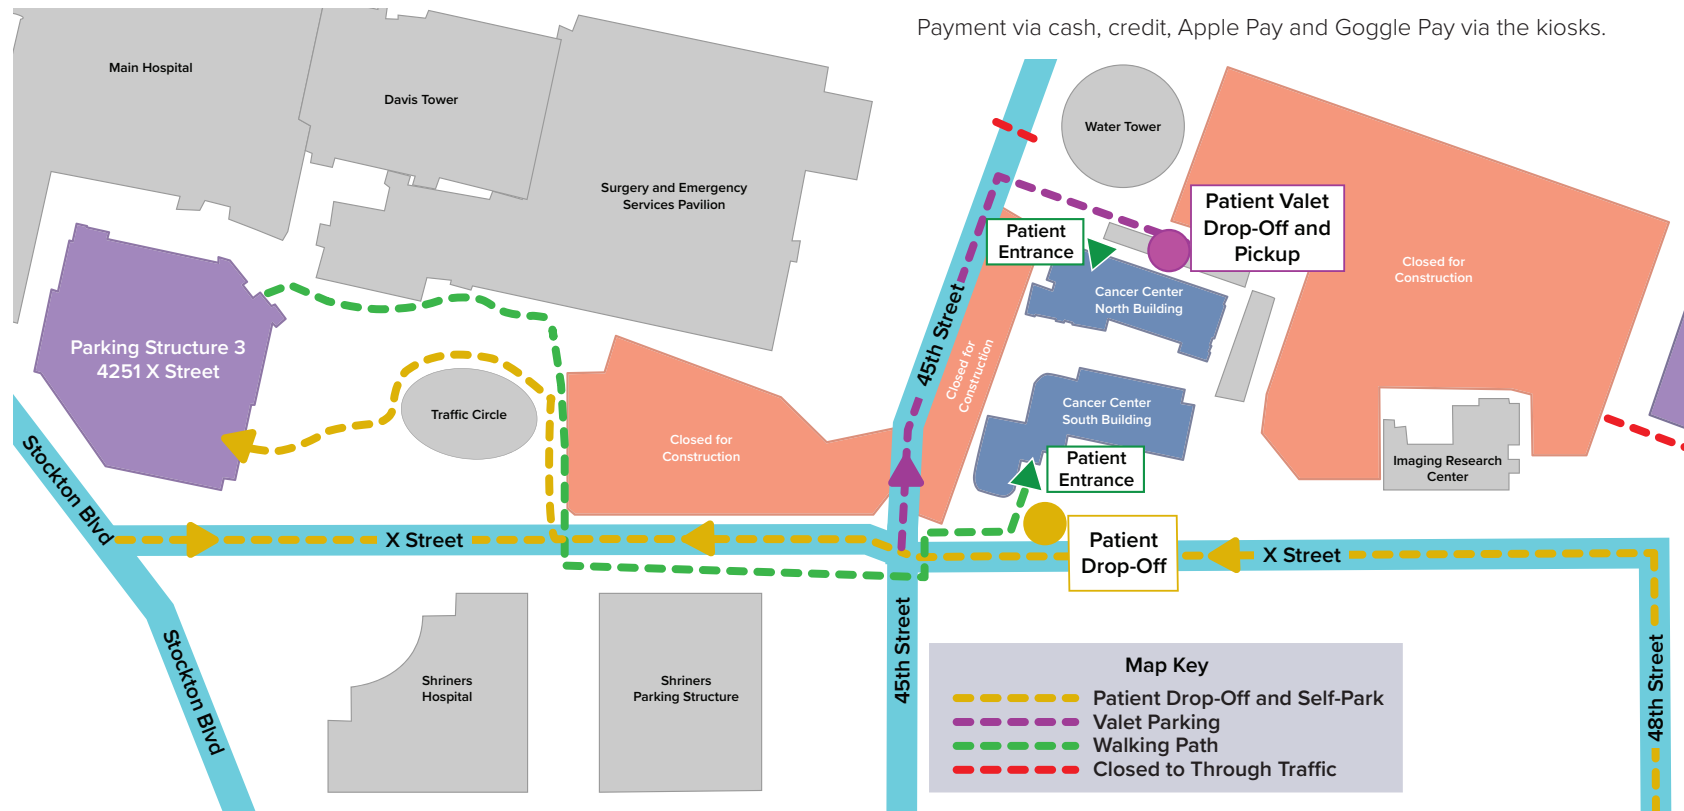 Payment via cash, credit, Apple Pay and Goggle Pay via the kiosks.
Main Hospital
Davis Tower
Surgery and Emergency
Services Pavilion
Water Tower
Patient Valet
Drop-Off and
Pickup
Patient
Entrance
Closed for
Construction
Cancer Center
North Building
45th Street
Closed for
Construction
Parking Structure 3
4251 X Street
Traffic Circle
Cancer Center
South Building
Closed for
Construction
Patient
Entrance
Imaging Research
Center
Stockton Blvd
X Street
Patient
Drop-Off
X Street
Stockton Blvd
Shriners
Hospital
Shriners
Parking Structure
45th Street
48th Street
Map Key
Patient Drop-Off and Self-Park
Valet Parking
Walking Path
Closed to Through Traffic